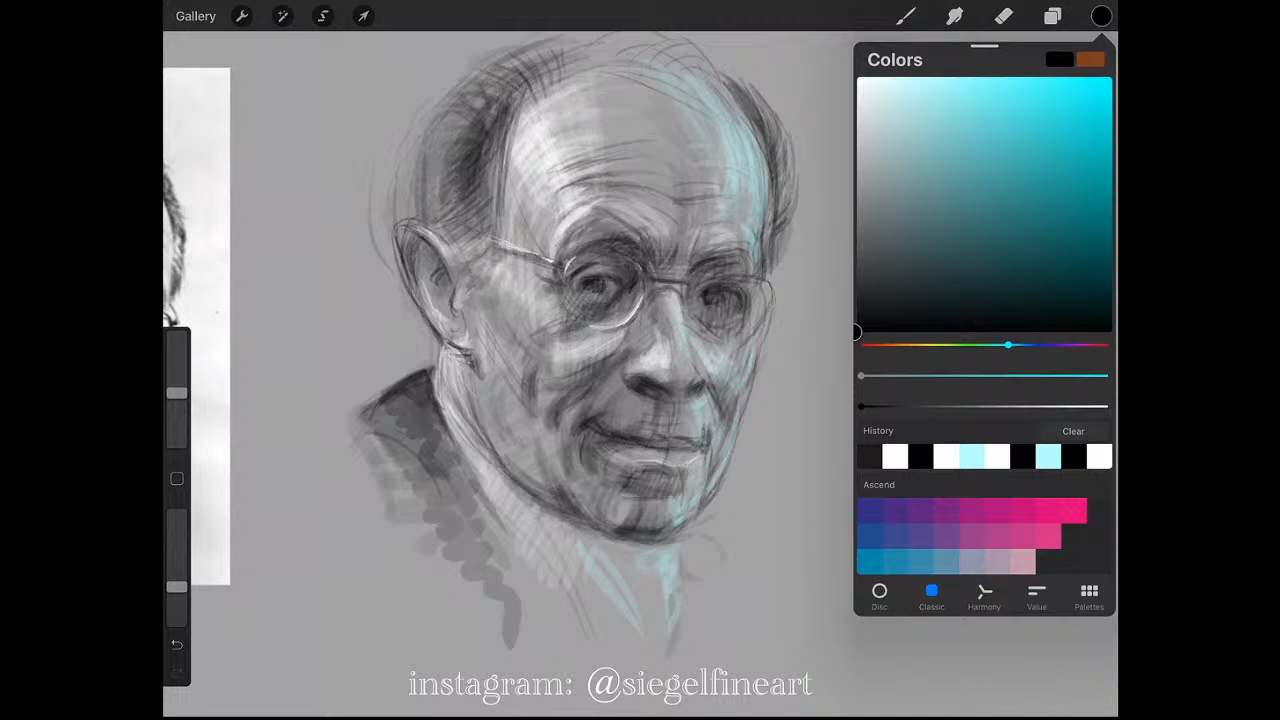 Gallery
Colors
History
Clear
Ascend
Disc
Classic
Harmony
Value
Palettes
instagram: @siegelfineart